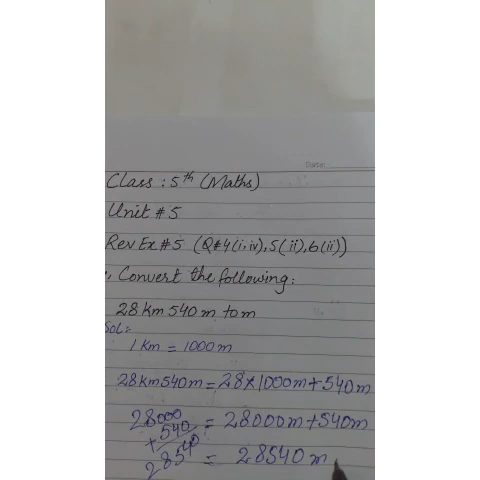 Date:
Class : 5th (Maths)
Unit # 5
Rev Ex # 5 (Q#4(i,iv),5(ii),6(ii))
Convert the following:
28 km 540 m to m
Sol:
1 Km = 1000 m
28 km 540 m = 28 × 1000 m + 540 m
28000 = 28000 m + 540 m
+ 540
28540 = 28540 m